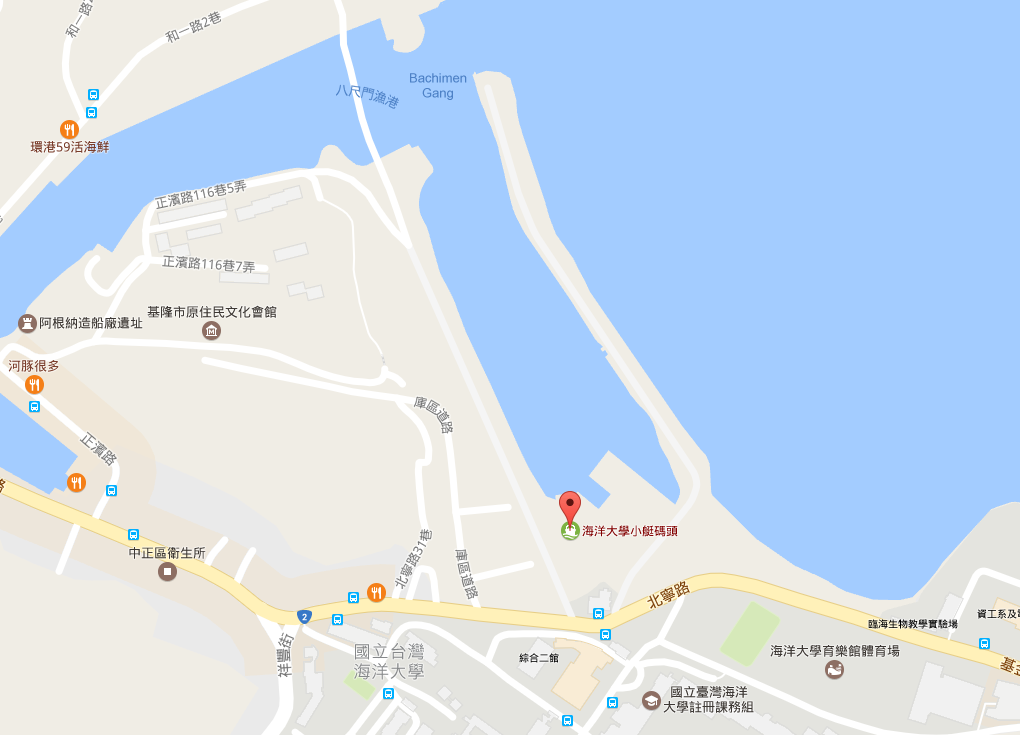 和一路2巷
Bachimen
Gang
八尺門漁港
環港59活海鮮
正濱路116巷5弄
正濱路116巷7弄
基隆市原住民文化會館
阿根納造船廠遺址
河豚很多
庫區道路
正濱路
海洋大學小艇碼頭
北寧路31巷
庫區道路
中正區衛生所
北寧路
2
臨海生物教學實驗場
資工系及電
祥豐街
國立台灣
海洋大學
綜合二館
海洋大學育樂館體育場
國立臺灣海洋
大學註冊課務組